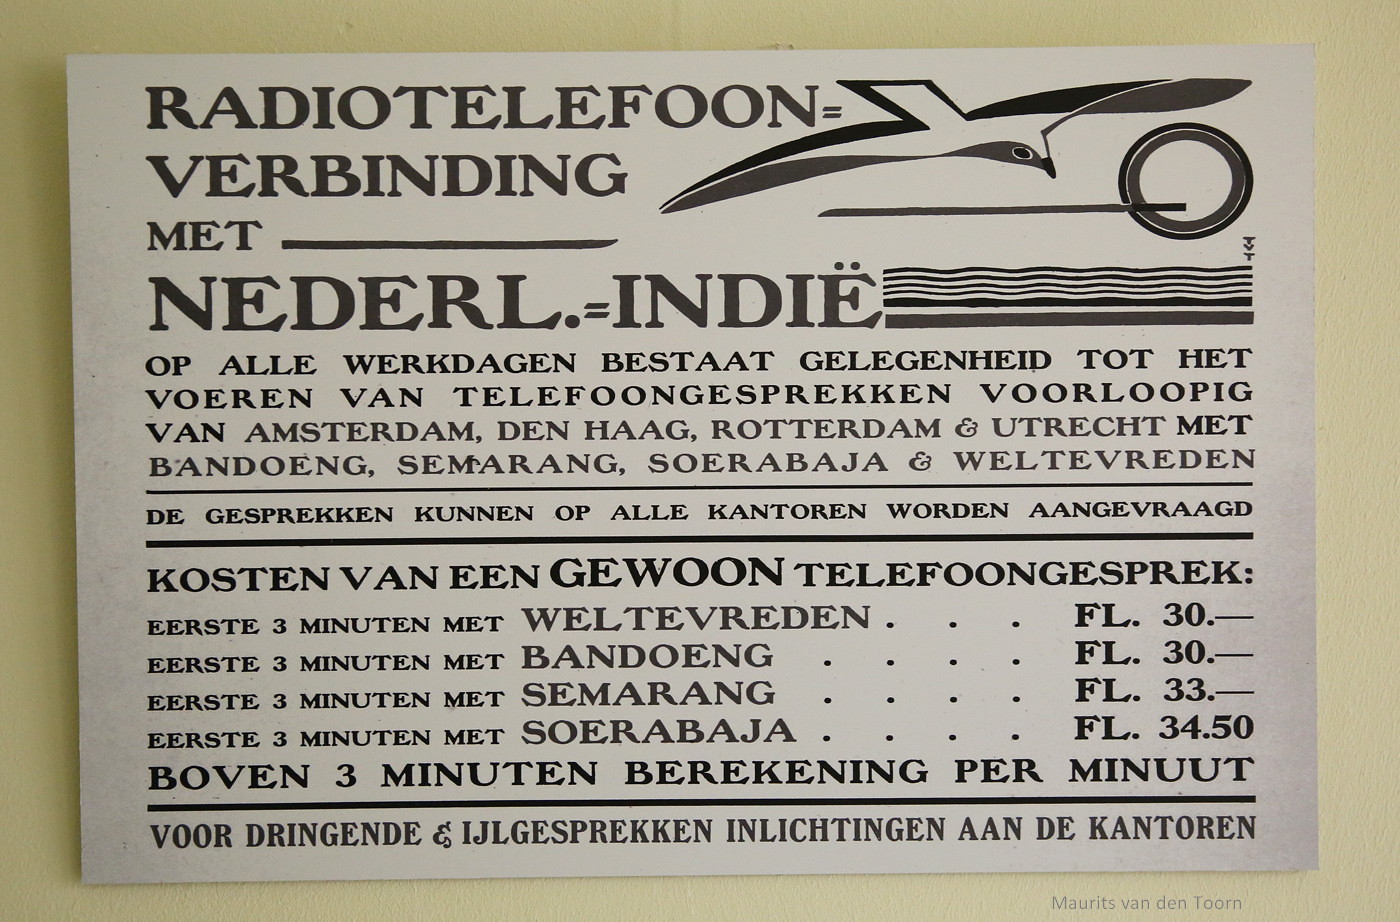 RADIOTELEFOON=
VERBINDING
MET
NEDERL.=INDIË
TVT
OP ALLE WERKDAGEN BESTAAT GELEGENHEID TOT HET
VOEREN VAN TELEFOONGESPREKKEN VOORLOOPIG
VAN AMSTERDAM, DEN HAAG, ROTTERDAM & UTRECHT MET
BANDOENG, SEMARANG, SOERABAJA & WELTEVREDEN
DE GESPREKKEN KUNNEN OP ALLE KANTOREN WORDEN AANGEVRAAGD
KOSTEN VAN EEN GEWOON TELEFOONGESPREK:
EERSTE 3 MINUTEN MET WELTEVREDEN . . . FL. 30.—
EERSTE 3 MINUTEN MET BANDOENG . . . . FL. 30.—
EERSTE 3 MINUTEN MET SEMARANG . . . . FL. 33.—
EERSTE 3 MINUTEN MET SOERABAJA . . . . FL. 34.50
BOVEN 3 MINUTEN BEREKENING PER MINUUT
VOOR DRINGENDE & IJLGESPREKKEN INLICHTINGEN AAN DE KANTOREN
Maurits van den Toorn